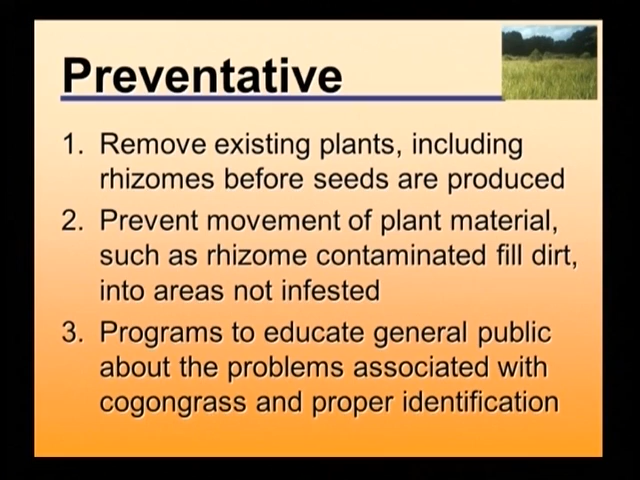 Preventative
1. Remove existing plants, including
rhizomes before seeds are produced
2. Prevent movement of plant material,
such as rhizome contaminated fill dirt,
into areas not infested
3. Programs to educate general public
about the problems associated with
cogongrass and proper identification